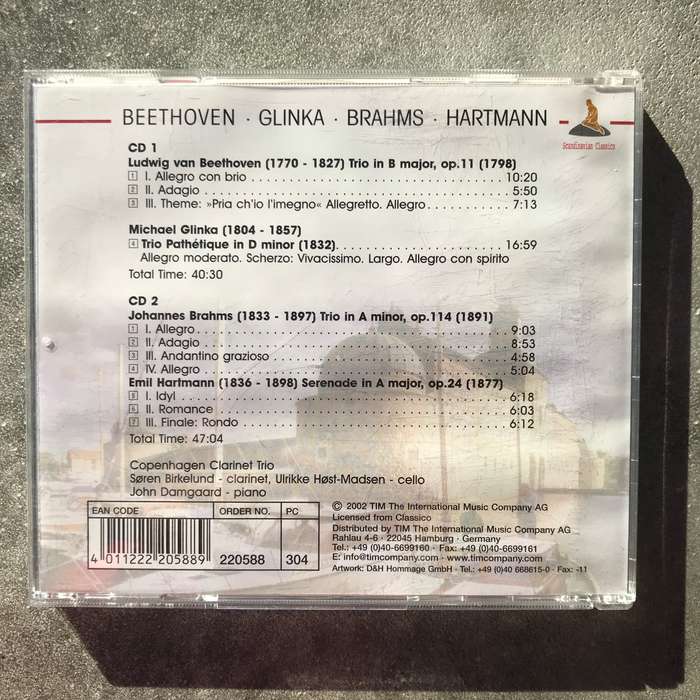 BEETHOVEN · GLINKA · BRAHMS · HARTMANN
Scandinavian Classics
CD 1
Ludwig van Beethoven (1770 - 1827) Trio in B major, op.11 (1798)
1 I. Allegro con brio 10:20
2 II. Adagio 5:50
3 III. Theme: »Pria ch'io l'imegno« Allegretto. Allegro. 7:13
Michael Glinka (1804 - 1857)
4 Trio Pathétique in D minor (1832) 16:59
Allegro moderato. Scherzo: Vivacissimo. Largo. Allegro con spirito
Total Time: 40:30
CD 2
Johannes Brahms (1833 - 1897) Trio in A minor, op.114 (1891)
1 I. Allegro 9:03
2 II. Adagio 8:53
3 III. Andantino grazioso 4:58
4 IV. Allegro 5:04
Emil Hartmann (1836 - 1898) Serenade in A major, op.24 (1877)
5 I. Idyl 6:18
6 II. Romance 6:03
7 III. Finale: Rondo 6:12
Total Time: 47:04
Copenhagen Clarinet Trio
Søren Birkelund - clarinet, Ulrikke Høst-Madsen - cello
John Damgaard - piano
EAN CODE ORDER NO. PC
4 011222 205889 220588 304
© 2002 TIM The International Music Company AG
Licensed from Classico
Distributed by TIM The International Music Company AG
Rahlau 4-6 · 22045 Hamburg · Germany
Tel.: +49 (0)40-6699160 - Fax: +49 (0)40-66991​61
E: info@timcompany.com - www.timcompany.com
Artwork: D&H Hommage GmbH - Tel.: +49 (0)40 668615-0 - Fax: -11